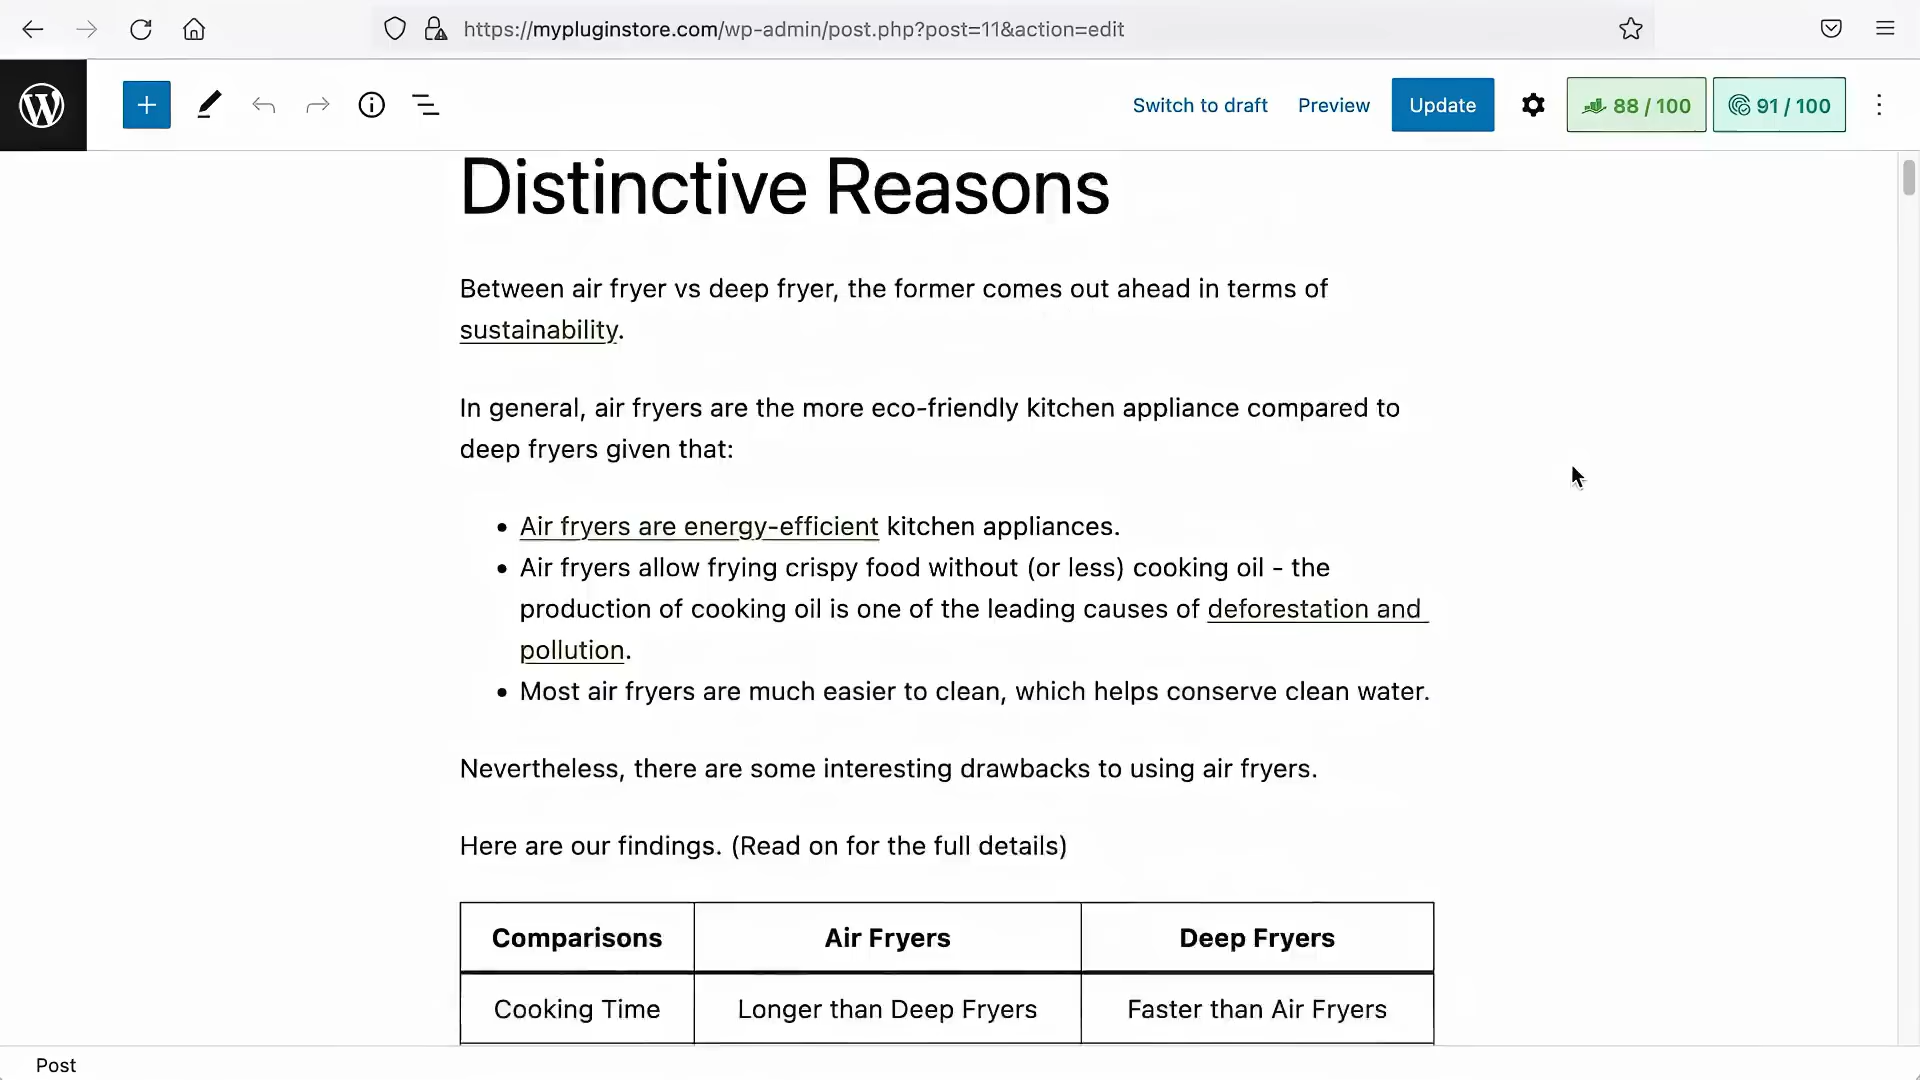 https://mypluginstore.com/wp-admin/post.php?post=11&action=edit
Switch to draft Preview Update 88 / 100 91 / 100
Distinctive Reasons
Between air fryer vs deep fryer, the former comes out ahead in terms of
sustainability.
In general, air fryers are the more eco-friendly kitchen appliance compared to
deep fryers given that:
• Air fryers are energy-efficient kitchen appliances.
• Air fryers allow frying crispy food without (or less) cooking oil - the
production of cooking oil is one of the leading causes of deforestation and
pollution.
• Most air fryers are much easier to clean, which helps conserve clean water.
Nevertheless, there are some interesting drawbacks to using air fryers.
Here are our findings. (Read on for the full details)
Comparisons Air Fryers Deep Fryers
Cooking Time Longer than Deep Fryers Faster than Air Fryers
Post